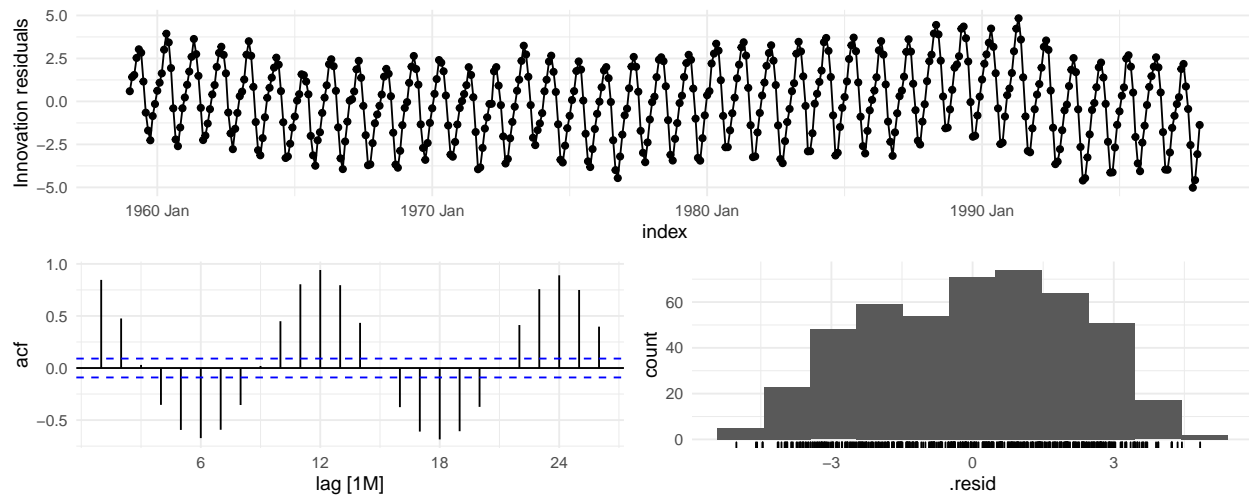 5.0
2.5
0.0
−2.5
−5.0
Innovation residuals
1960 Jan
1970 Jan
1980 Jan
1990 Jan
index
1.0
0.5
0.0
−0.5
acf
6
12
18
24
lag [1M]
60
40
20
0
count
−3
0
3
.resid